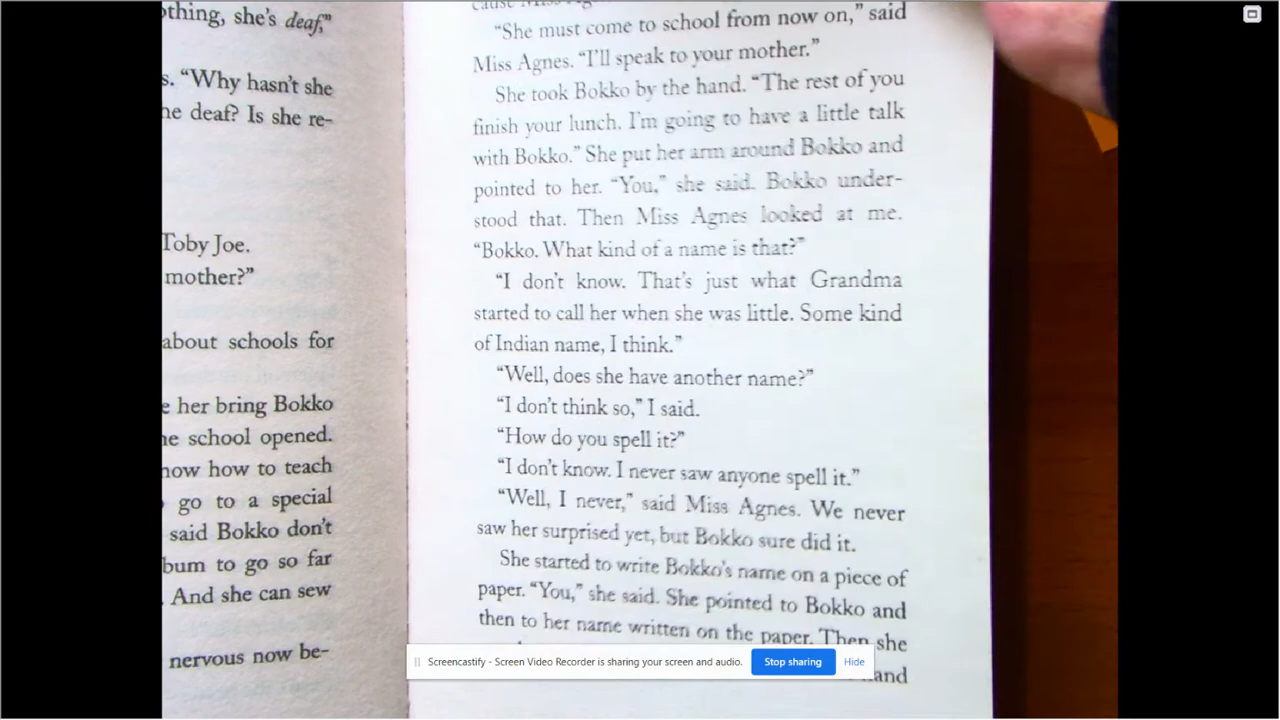 othing, she's deaf,"
s. "Why hasn't she
ne deaf? Is she re-
Toby Joe.
mother?"
about schools for
e her bring Bokko
ne school opened.
now how to teach
go to a special
said Bokko don't
bum to go so far
. And she can sew
nervous now be-
"She must come to school from now on," said
Miss Agnes. "I'll speak to your mother."
She took Bokko by the hand. "The rest of you
finish your lunch. I'm going to have a little talk
with Bokko." She put her arm around Bokko and
pointed to her. "You," she said. Bokko under-
stood that. Then Miss Agnes looked at me.
"Bokko. What kind of a name is that?"
"I don't know. That's just what Grandma
started to call her when she was little. Some kind
of Indian name, I think."
"Well, does she have another name?"
"I don't think so," I said.
"How do you spell it?"
"I don't know. I never saw anyone spell it."
"Well, I never," said Miss Agnes. We never
saw her surprised yet, but Bokko sure did it.
She started to write Bokko's name on a piece of
paper. "You," she said. She pointed to Bokko and
then to her name written on the paper. Then she
hand
Screencastify - Screen Video Recorder is sharing your screen and audio. Stop sharing Hide